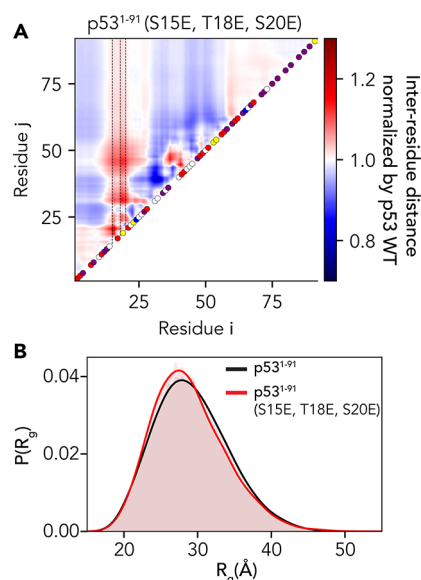 A
p53¹⁻⁹¹(S15E, T18E, S20E)
75
50
25
Residue j
25
50
75
Residue i
1.2
1.0
0.8
Inter-residue distance
normalized by p53 WT
B
p53¹⁻⁹¹
p53¹⁻⁹¹
(S15E, T18E, S20E)
0.04
0.02
0.00
P(Rg)
20
30
40
50
Rg(Å)